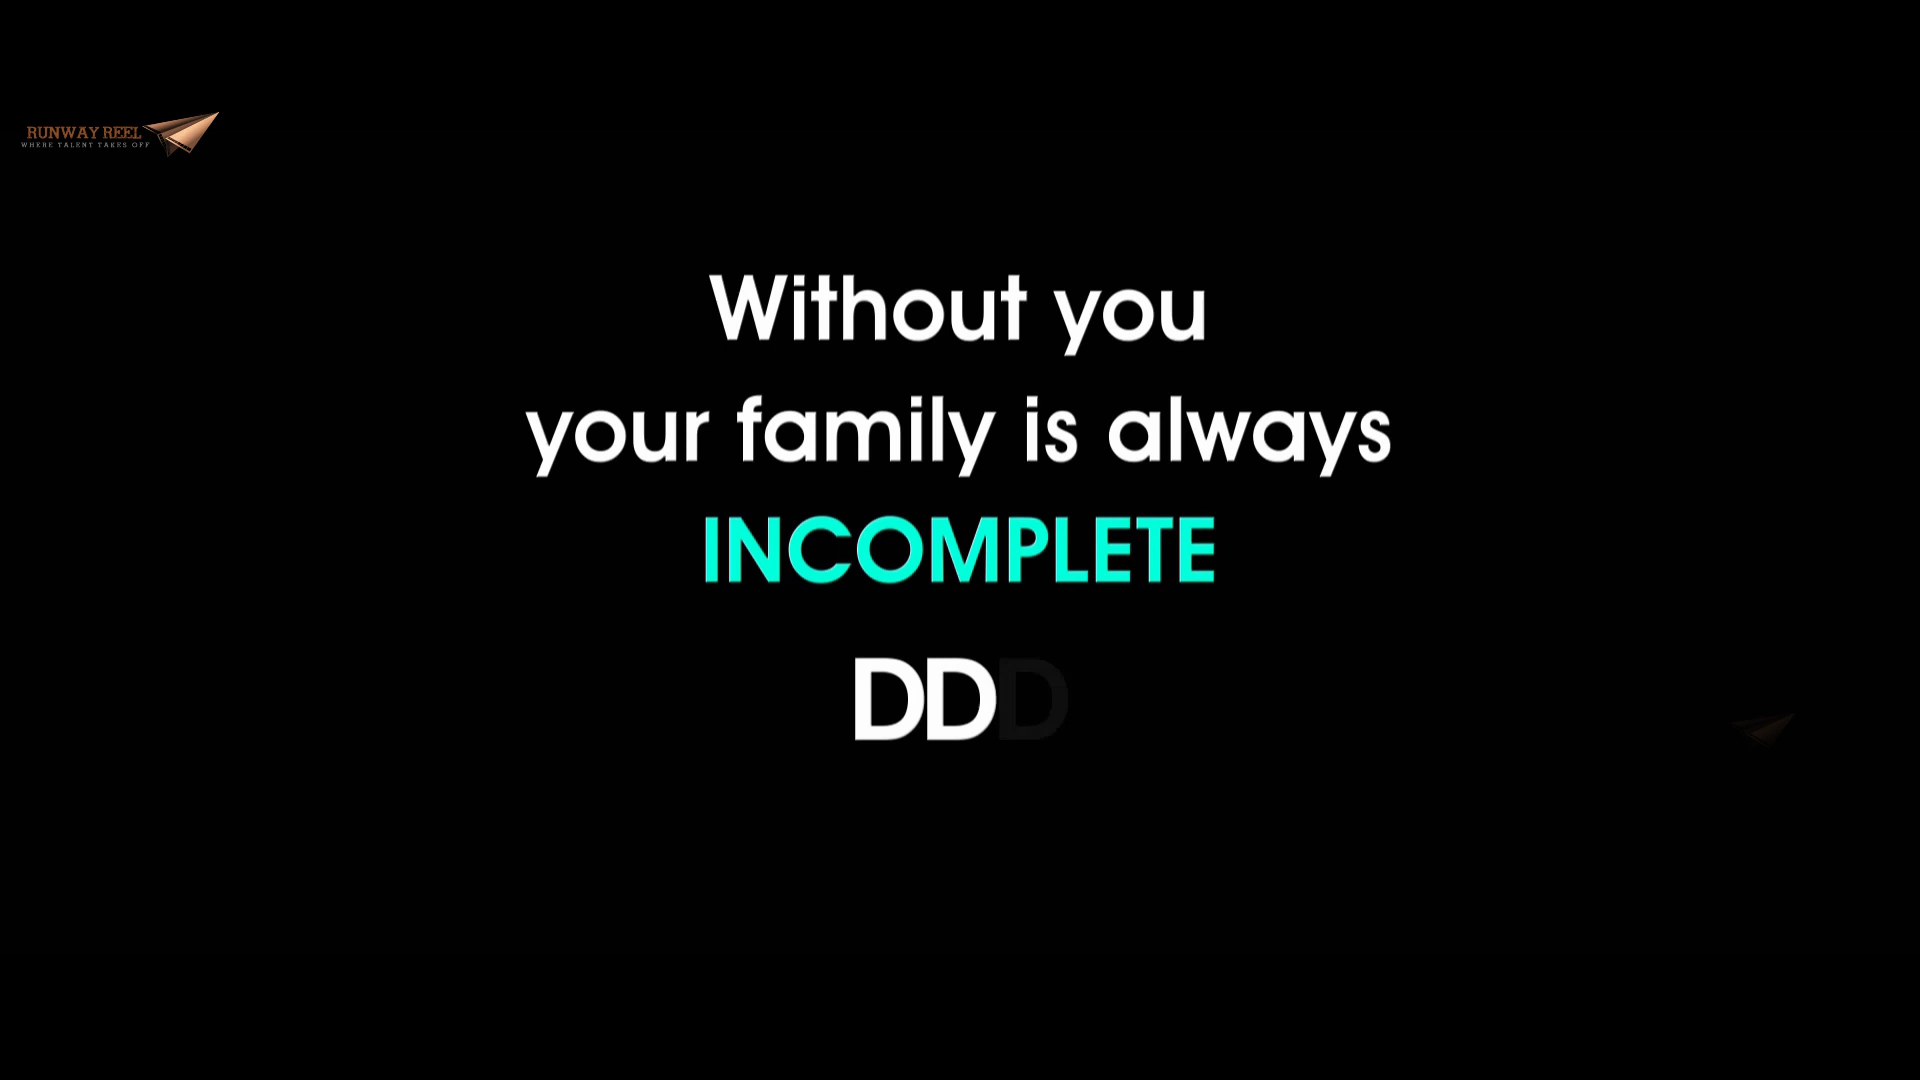 RUNWAY REEL
WHERE TALENT TAKES OFF
Without you
your family is always
INCOMPLETE
DDD